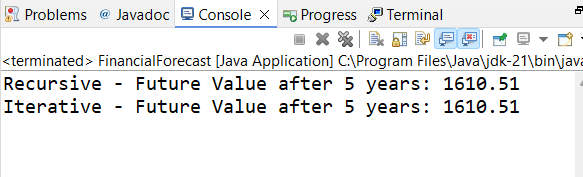 Problems @ Javadoc Console Progress Terminal
<terminated> FinancialForecast [Java Application] C:\Program Files\Java\jdk-21\bin\java
Recursive - Future Value after 5 years: 1610.51
Iterative - Future Value after 5 years: 1610.51